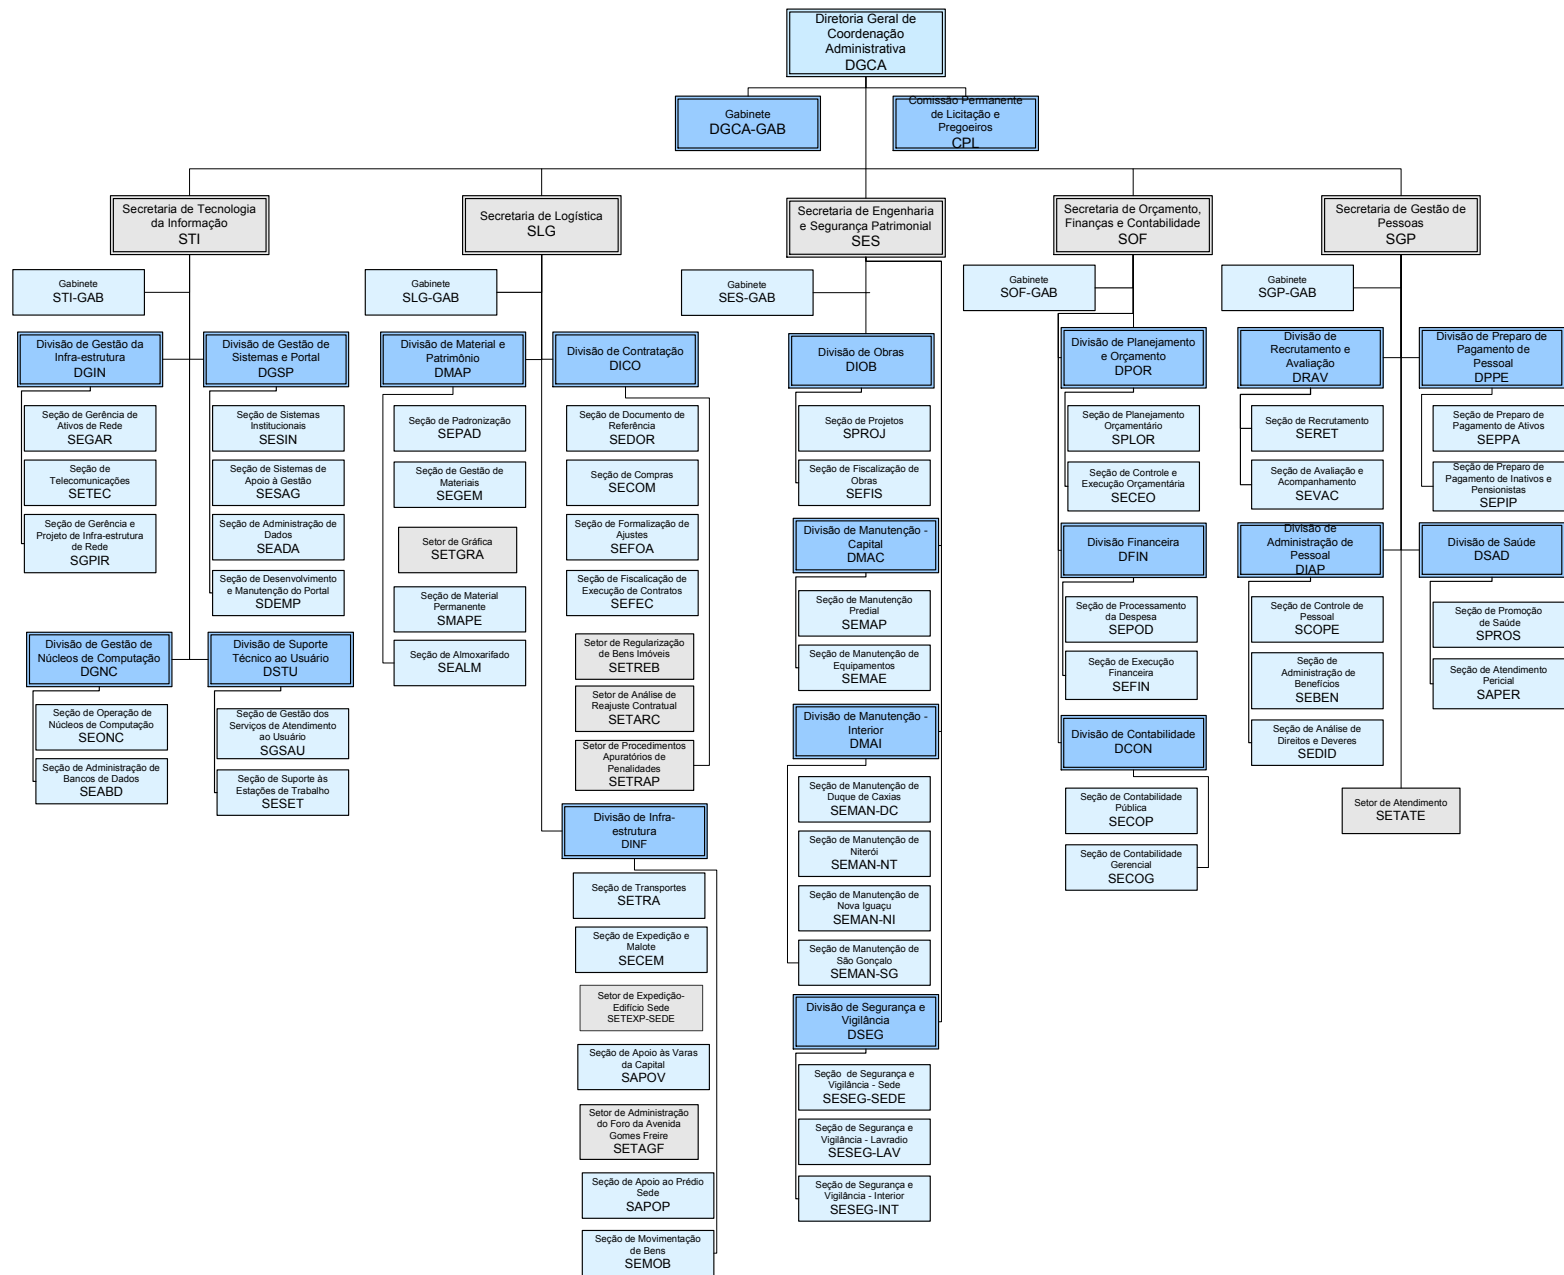 Diretoria Geral de
Coordenação
Administrativa
DGCA
Gabinete
DGCA-GAB
Comissão Permanente
de Licitação e
Pregoeiros
CPL
Secretaria de Tecnologia
da Informação
STI
Secretaria de Logística
SLG
Secretaria de Engenharia
e Segurança Patrimonial
SES
Secretaria de Orçamento,
Finanças e Contabilidade
SOF
Secretaria de Gestão de
Pessoas
SGP
Gabinete
STI-GAB
Gabinete
SLG-GAB
Gabinete
SES-GAB
Gabinete
SOF-GAB
Gabinete
SGP-GAB
Divisão de Gestão da
Infra-estrutura
DGIN
Seção de Gerência de
Ativos de Rede
SEGAR
Seção de
Telecomunicações
SETEC
Seção de Gerência e
Projeto de Infra-estrutura
de Rede
SGPIR
Divisão de Gestão de
Sistemas e Portal
DGSP
Seção de Sistemas
Institucionais
SESIN
Seção de Sistemas de
Apoio à Gestão
SESAG
Seção de Administração de
Dados
SEADA
Seção de Desenvolvimento
e Manutenção do Portal
SDEMP
Divisão de Gestão de
Núcleos de Computação
DGNC
Seção de Operação de
Núcleos de Computação
SEONC
Seção de Administração de
Bancos de Dados
SEABD
Divisão de Suporte
Técnico ao Usuário
DSTU
Seção de Gestão dos
Serviços de Atendimento
ao Usuário
SGSAU
Seção de Suporte às
Estações de Trabalho
SESET
Divisão de Material e
Patrimônio
DMAP
Seção de Padronização
SEPAD
Seção de Gestão de
Materiais
SEGEM
Setor de Gráfica
SETGRA
Seção de Material
Permanente
SMAPE
Seção de Almoxarifado
SEALM
Divisão de Contratação
DICO
Seção de Documento de
Referência
SEDOR
Seção de Compras
SECOM
Seção de Formalização de
Ajustes
SEFOA
Seção de Fiscalicação de
Execução de Contratos
SEFEC
Setor de Regularização
de Bens Imóveis
SETREB
Setor de Análise de
Reajuste Contratual
SETARC
Setor de Procedimentos
Apuratórios de
Penalidades
SETRAP
Divisão de Infra-
estrutura
DINF
Seção de Transportes
SETRA
Seção de Expedição e
Malote
SECEM
Setor de Expedição-
Edifício Sede
SETEXP-SEDE
Seção de Apoio às Varas
da Capital
SAPOV
Setor de Administração
do Foro da Avenida
Gomes Freire
SETAGF
Seção de Apoio ao Prédio
Sede
SAPOP
Seção de Movimentação
de Bens
SEMOB
Divisão de Obras
DIOB
Seção de Projetos
SPROJ
Seção de Fiscalização de
Obras
SEFIS
Divisão de Manutenção -
Capital
DMAC
Seção de Manutenção
Predial
SEMAP
Seção de Manutenção de
Equipamentos
SEMAE
Divisão de Manutenção -
Interior
DMAI
Seção de Manutenção de
Duque de Caxias
SEMAN-DC
Seção de Manutenção de
Niterói
SEMAN-NT
Seção de Manutenção de
Nova Iguaçu
SEMAN-NI
Seção de Manutenção de
São Gonçalo
SEMAN-SG
Divisão de Segurança e
Vigilância
DSEG
Seção de Segurança e
Vigilância - Sede
SESEG-SEDE
Seção de Segurança e
Vigilância - Lavradio
SESEG-LAV
Seção de Segurança e
Vigilância - Interior
SESEG-INT
Divisão de Planejamento
e Orçamento
DPOR
Seção de Planejamento
Orçamentário
SPLOR
Seção de Controle e
Execução Orçamentária
SECEO
Divisão Financeira
DFIN
Seção de Processamento
da Despesa
SEPOD
Seção de Execução
Financeira
SEFIN
Divisão de Contabilidade
DCON
Seção de Contabilidade
Pública
SECOP
Seção de Contabilidade
Gerencial
SECOG
Divisão de
Recrutamento e
Avaliação
DRAV
Seção de Recrutamento
SERET
Seção de Avaliação e
Acompanhamento
SEVAC
Divisão de
Administração de
Pessoal
DIAP
Seção de Controle de
Pessoal
SCOPE
Seção de
Administração de
Benefícios
SEBEN
Seção de Análise de
Direitos e Deveres
SEDID
Divisão de Preparo de
Pagamento de
Pessoal
DPPE
Seção de Preparo de
Pagamento de Ativos
SEPPA
Seção de Preparo de
Pagamento de Inativos e
Pensionistas
SEPIP
Divisão de Saúde
DSAD
Seção de Promoção
de Saúde
SPROS
Seção de Atendimento
Pericial
SAPER
Setor de Atendimento
SETATE